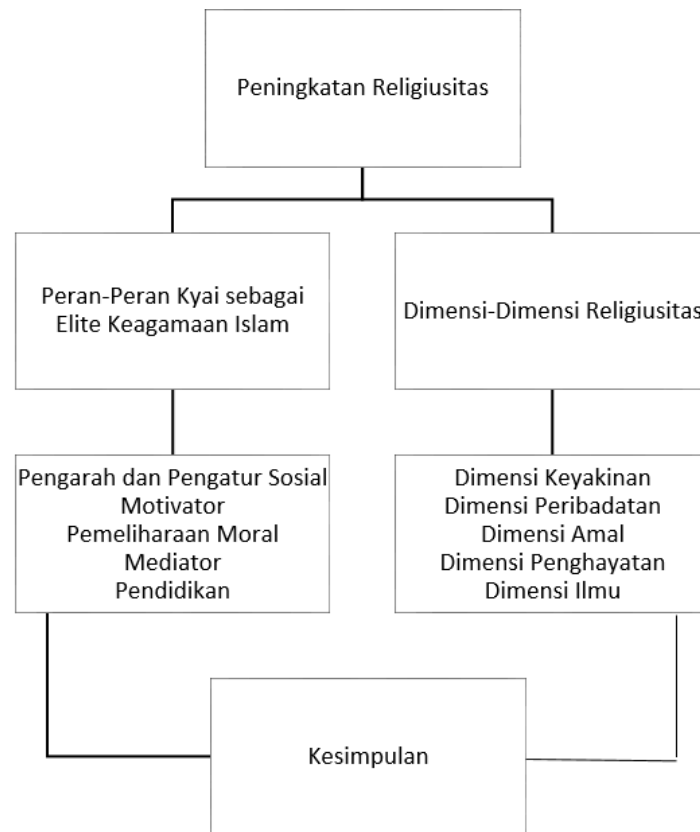 Peningkatan Religiusitas
Peran-Peran Kyai sebagai
Elite Keagamaan Islam
Dimensi-Dimensi Religiusitas
Pengarah dan Pengatur Sosial
Motivator
Pemeliharaan Moral
Mediator
Pendidikan
Dimensi Keyakinan
Dimensi Peribadatan
Dimensi Amal
Dimensi Penghayatan
Dimensi Ilmu
Kesimpulan